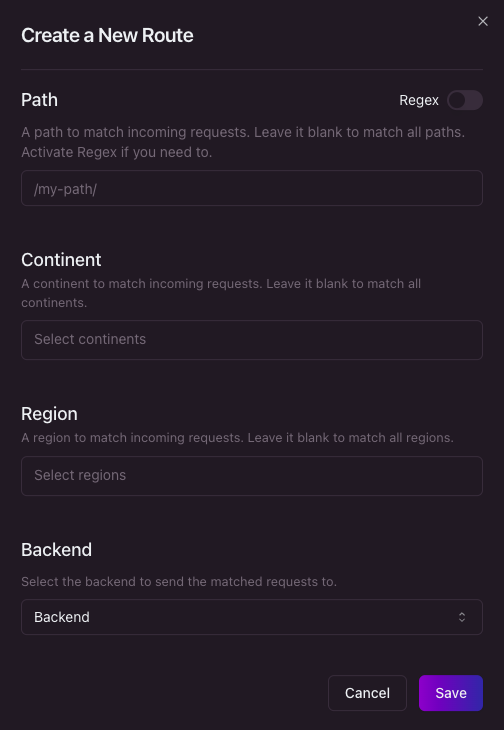 Create a New Route
Path
Regex
A path to match incoming requests. Leave it blank to match all paths.
Activate Regex if you need to.
/my-path/
Continent
A continent to match incoming requests. Leave it blank to match all
continents.
Select continents
Region
A region to match incoming requests. Leave it blank to match all regions.
Select regions
Backend
Select the backend to send the matched requests to.
Backend
Cancel
Save